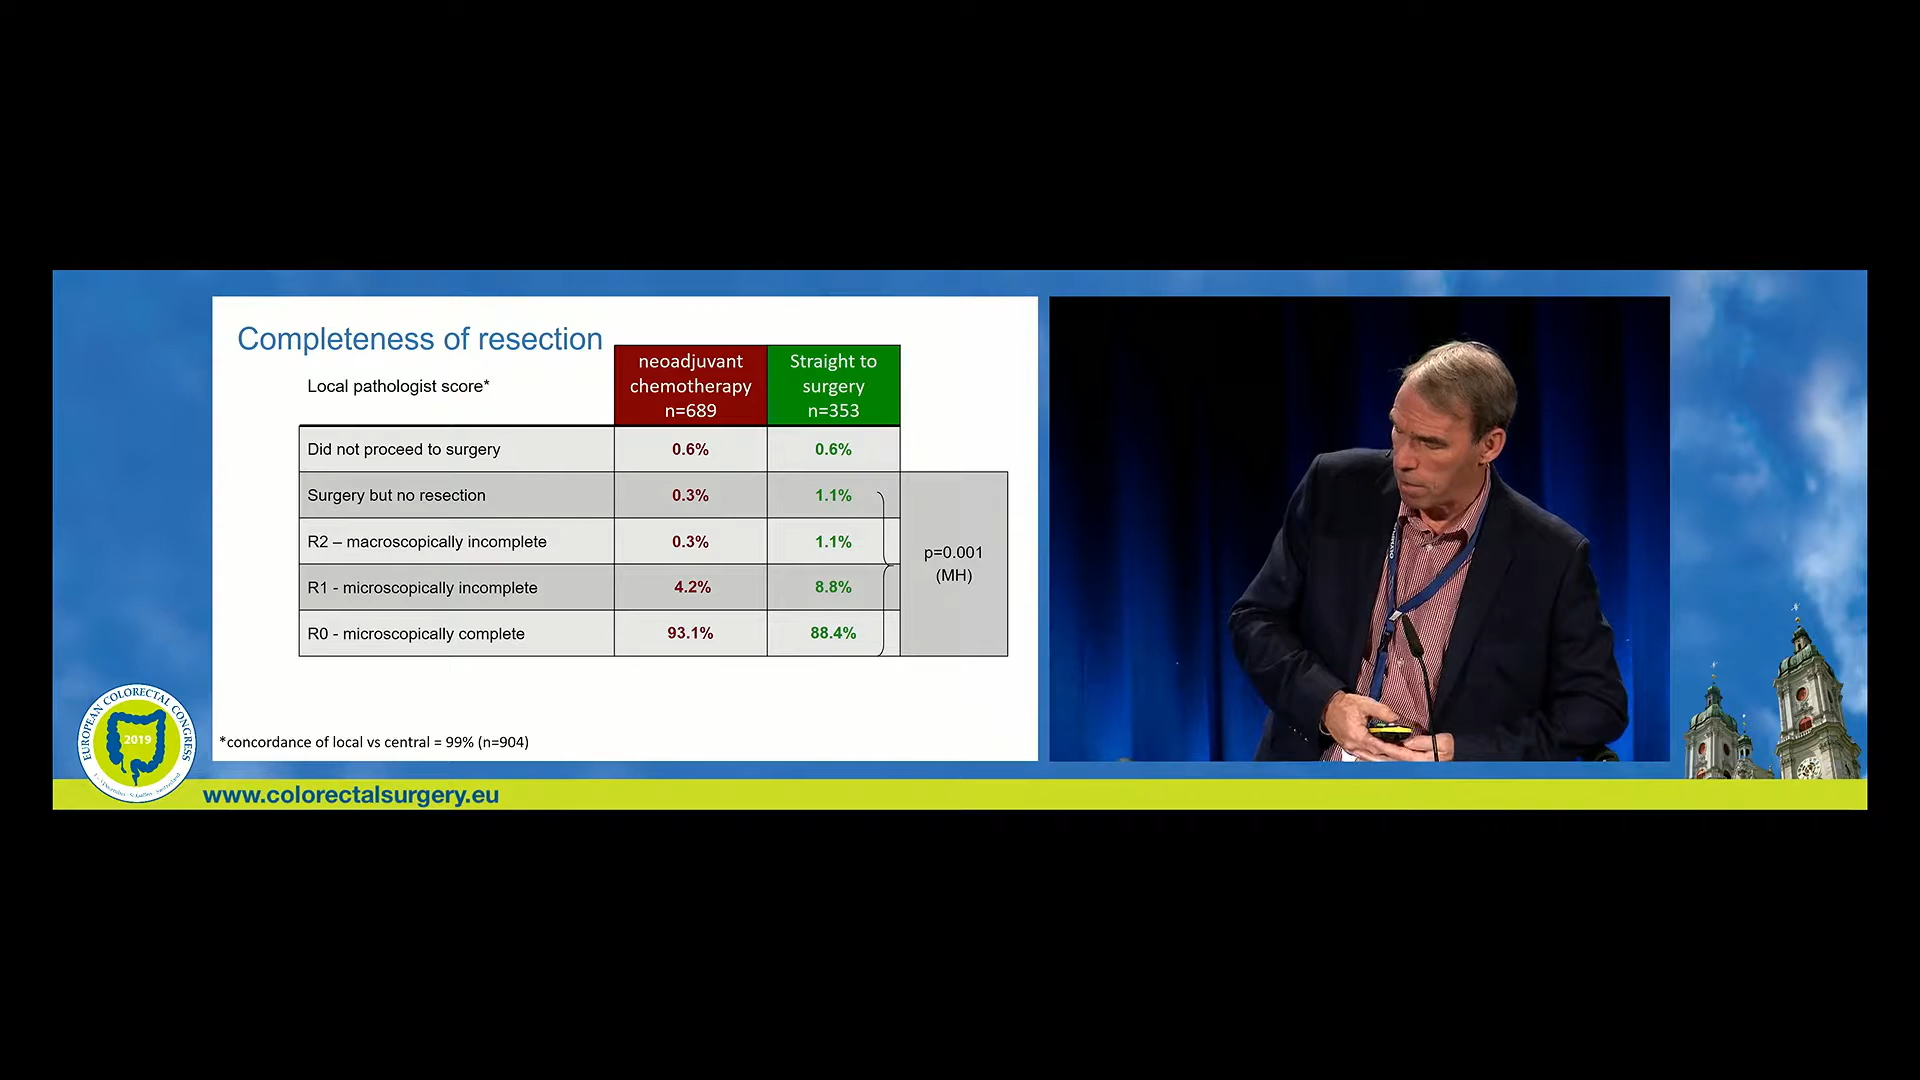 Completeness of resection
Local pathologist score*
neoadjuvant
chemotherapy
n=689
Straight to
surgery
n=353
Did not proceed to surgery 0.6% 0.6%
Surgery but no resection 0.3% 1.1%
R2 – macroscopically incomplete 0.3% 1.1%
R1 - microscopically incomplete 4.2% 8.8%
R0 - microscopically complete 93.1% 88.4%
p=0.001
(MH)
*concordance of local vs central = 99% (n=904)
EUROPEAN COLORECTAL CONGRESS
2019
www.colorectalsurgery.eu